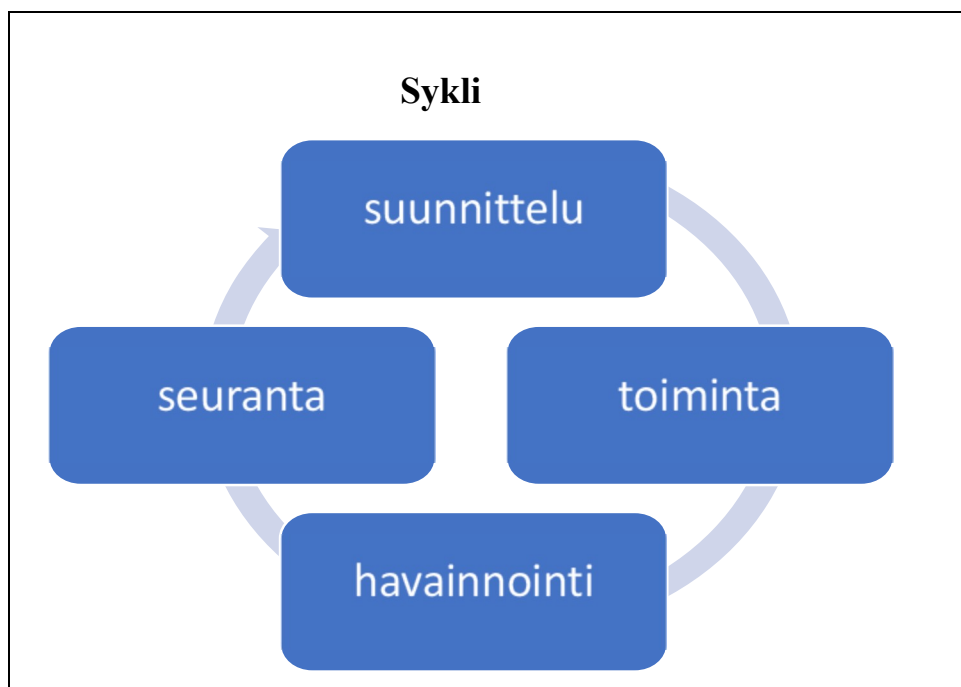 Sykli
suunnittelu
toiminta
havainnointi
seuranta